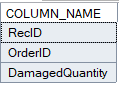 COLUMN_NAME
RecID
OrderID
DamagedQuantity